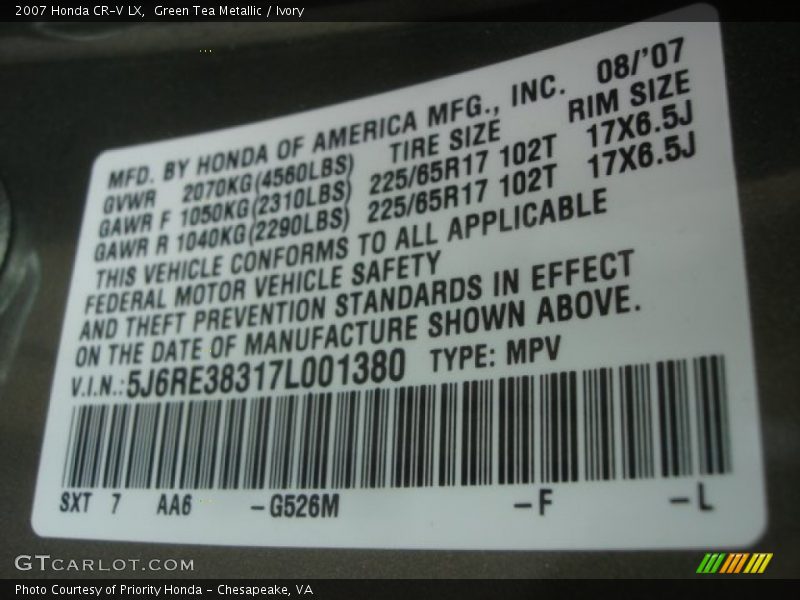 2007 Honda CR-V LX, Green Tea Metallic / Ivory
MFD. BY HONDA OF AMERICA MFG., INC. 08/'07
GVWR 2070KG(4560LBS) TIRE SIZE RIM SIZE
GAWR F 1050KG(2310LBS) 225/65R17 102T 17X6.5J
GAWR R 1040KG(2290LBS) 225/65R17 102T 17X6.5J
THIS VEHICLE CONFORMS TO ALL APPLICABLE
FEDERAL MOTOR VEHICLE SAFETY
AND THEFT PREVENTION STANDARDS IN EFFECT
ON THE DATE OF MANUFACTURE SHOWN ABOVE.
V.I.N.:5J6RE38317L001380 TYPE: MPV
SXT 7 AA6 -G526M -F -L
GTCARLOT.COM
Photo Courtesy of Priority Honda - Chesapeake, VA